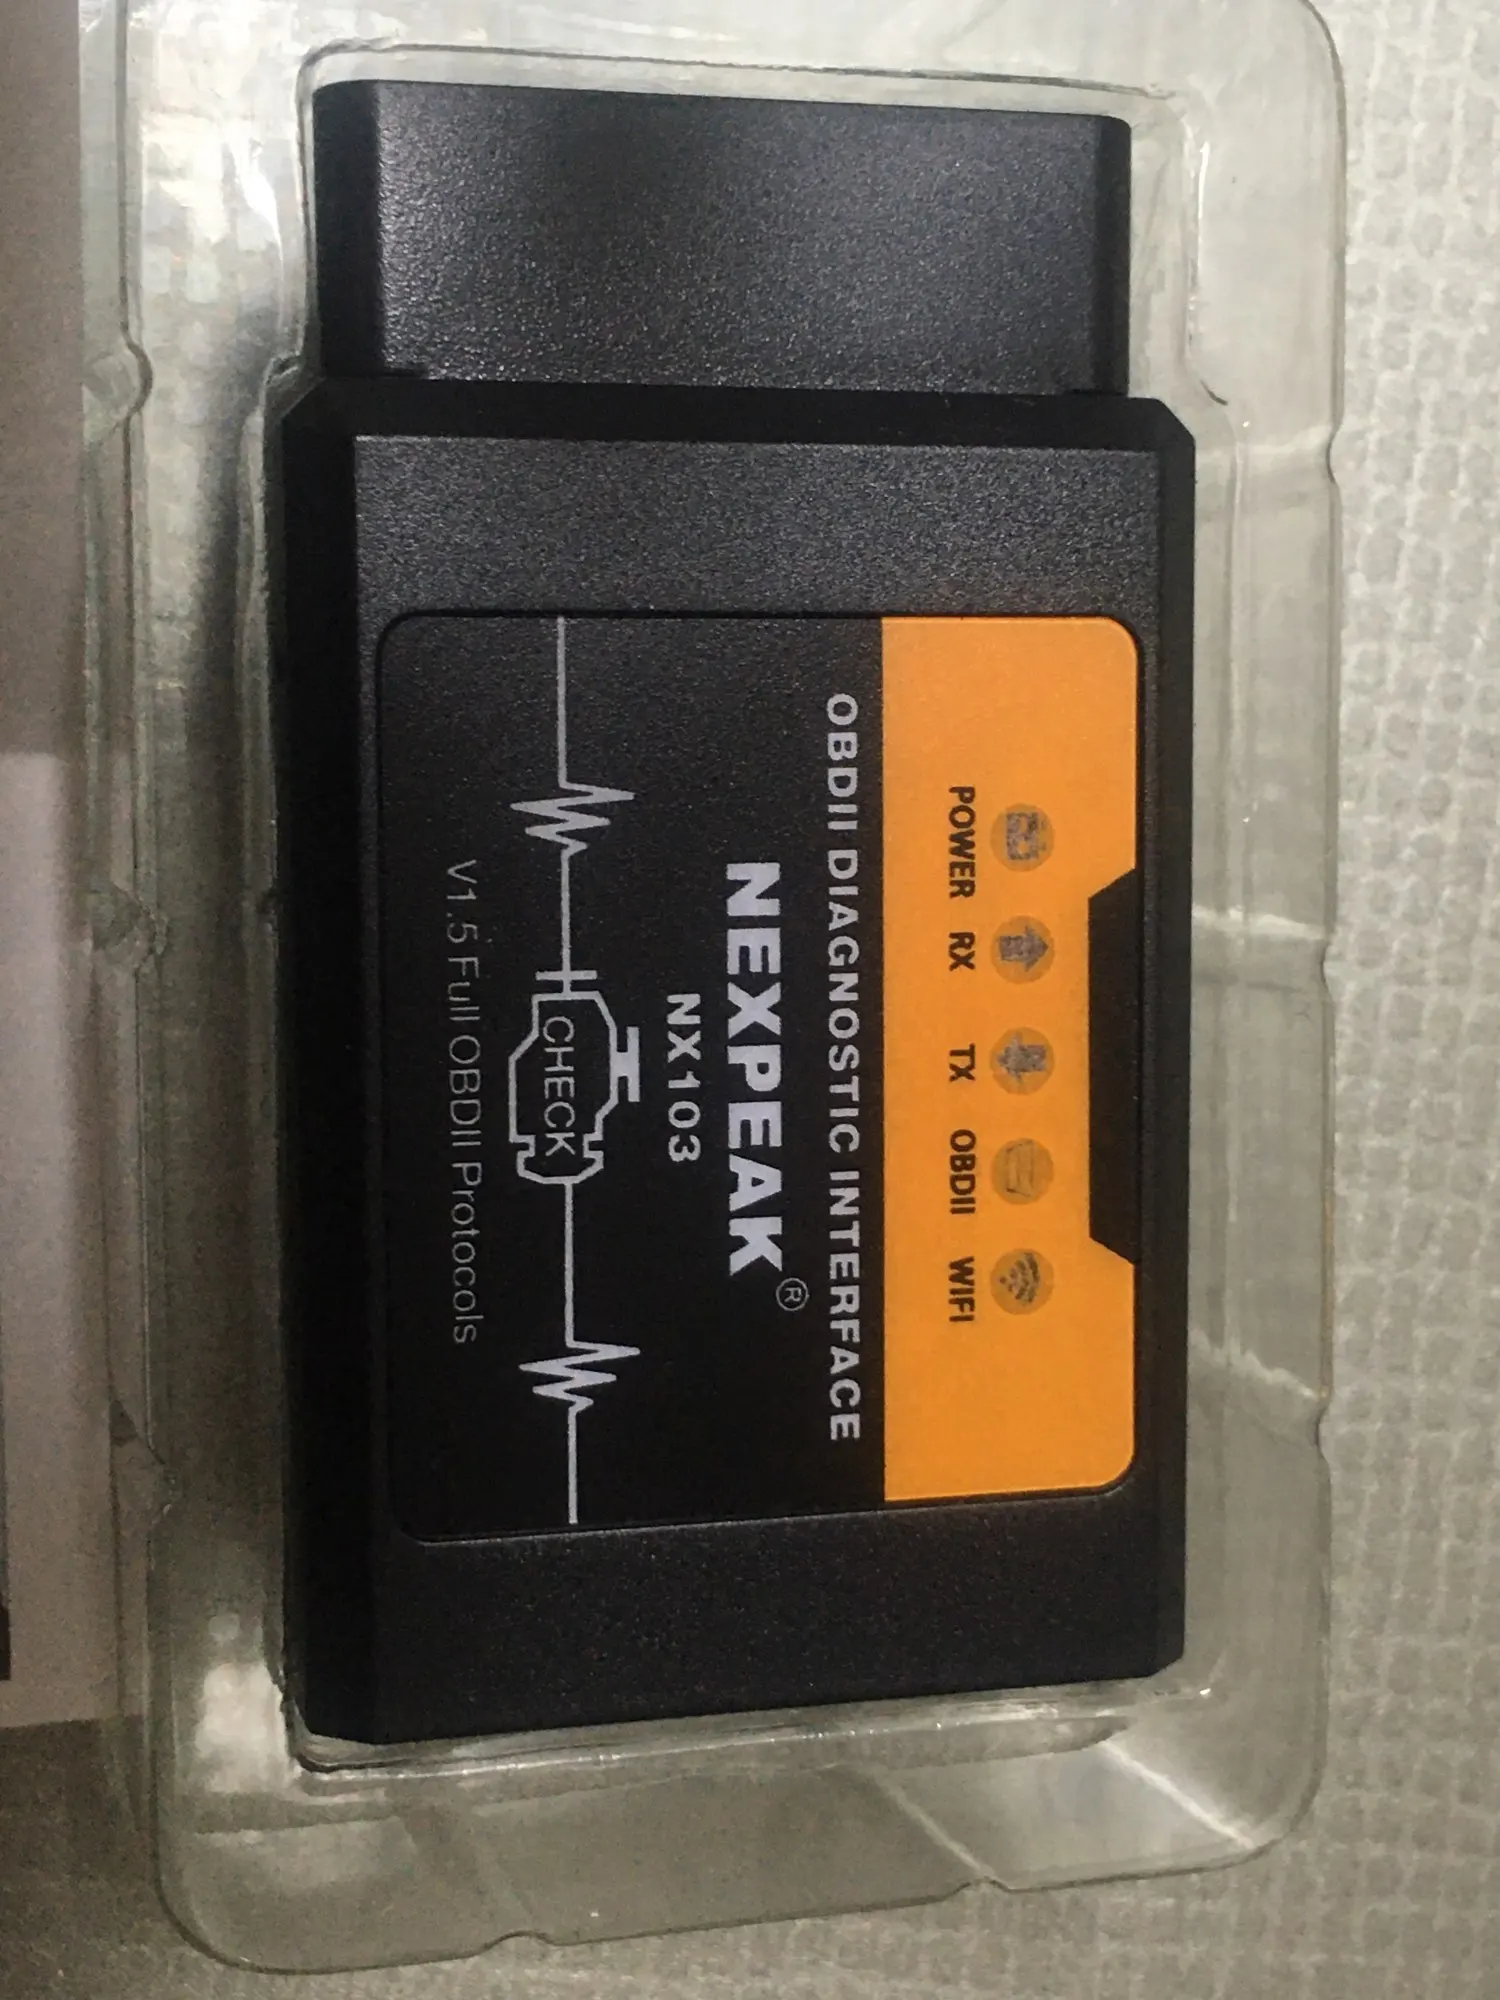 POWER RX TX OBDII WIFI
OBDII DIAGNOSTIC INTERFACE
NEXPEAK®
NX103
CHECK
V1.5 Full OBDII Protocols